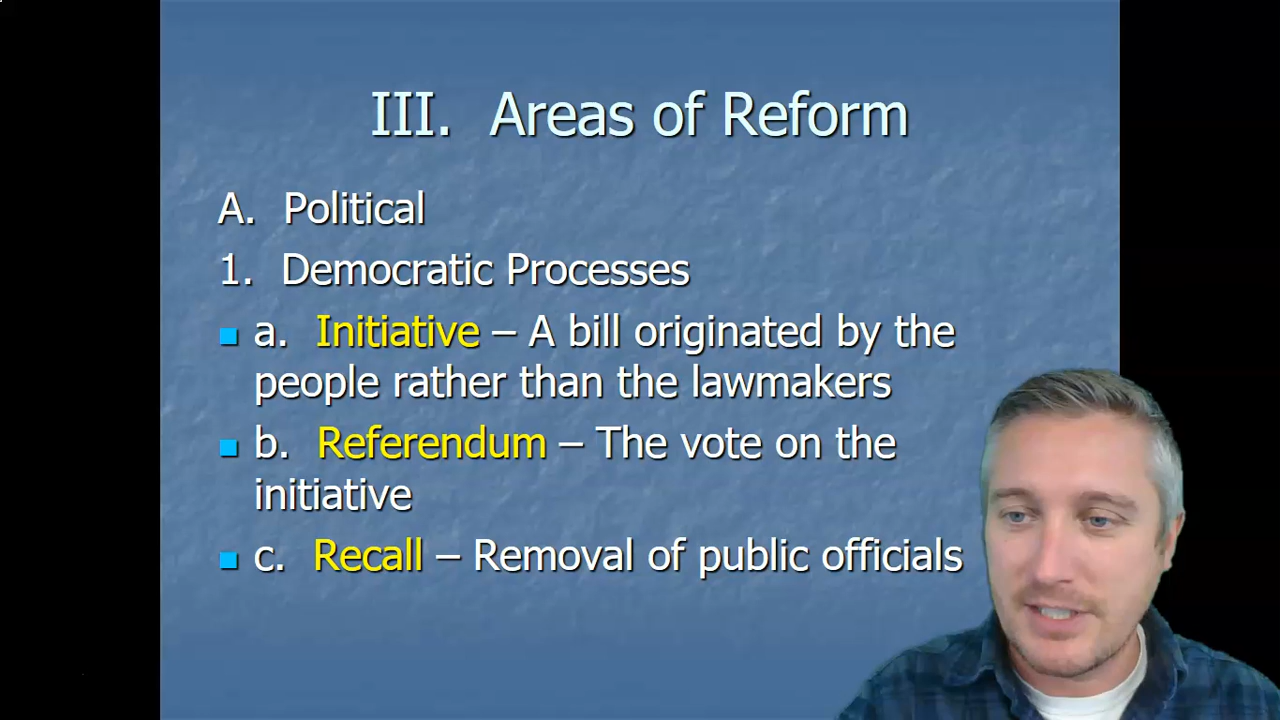 III. Areas of Reform
A. Political
1. Democratic Processes
a. Initiative – A bill originated by the
people rather than the lawmakers
b. Referendum – The vote on the
initiative
c. Recall – Removal of public officials